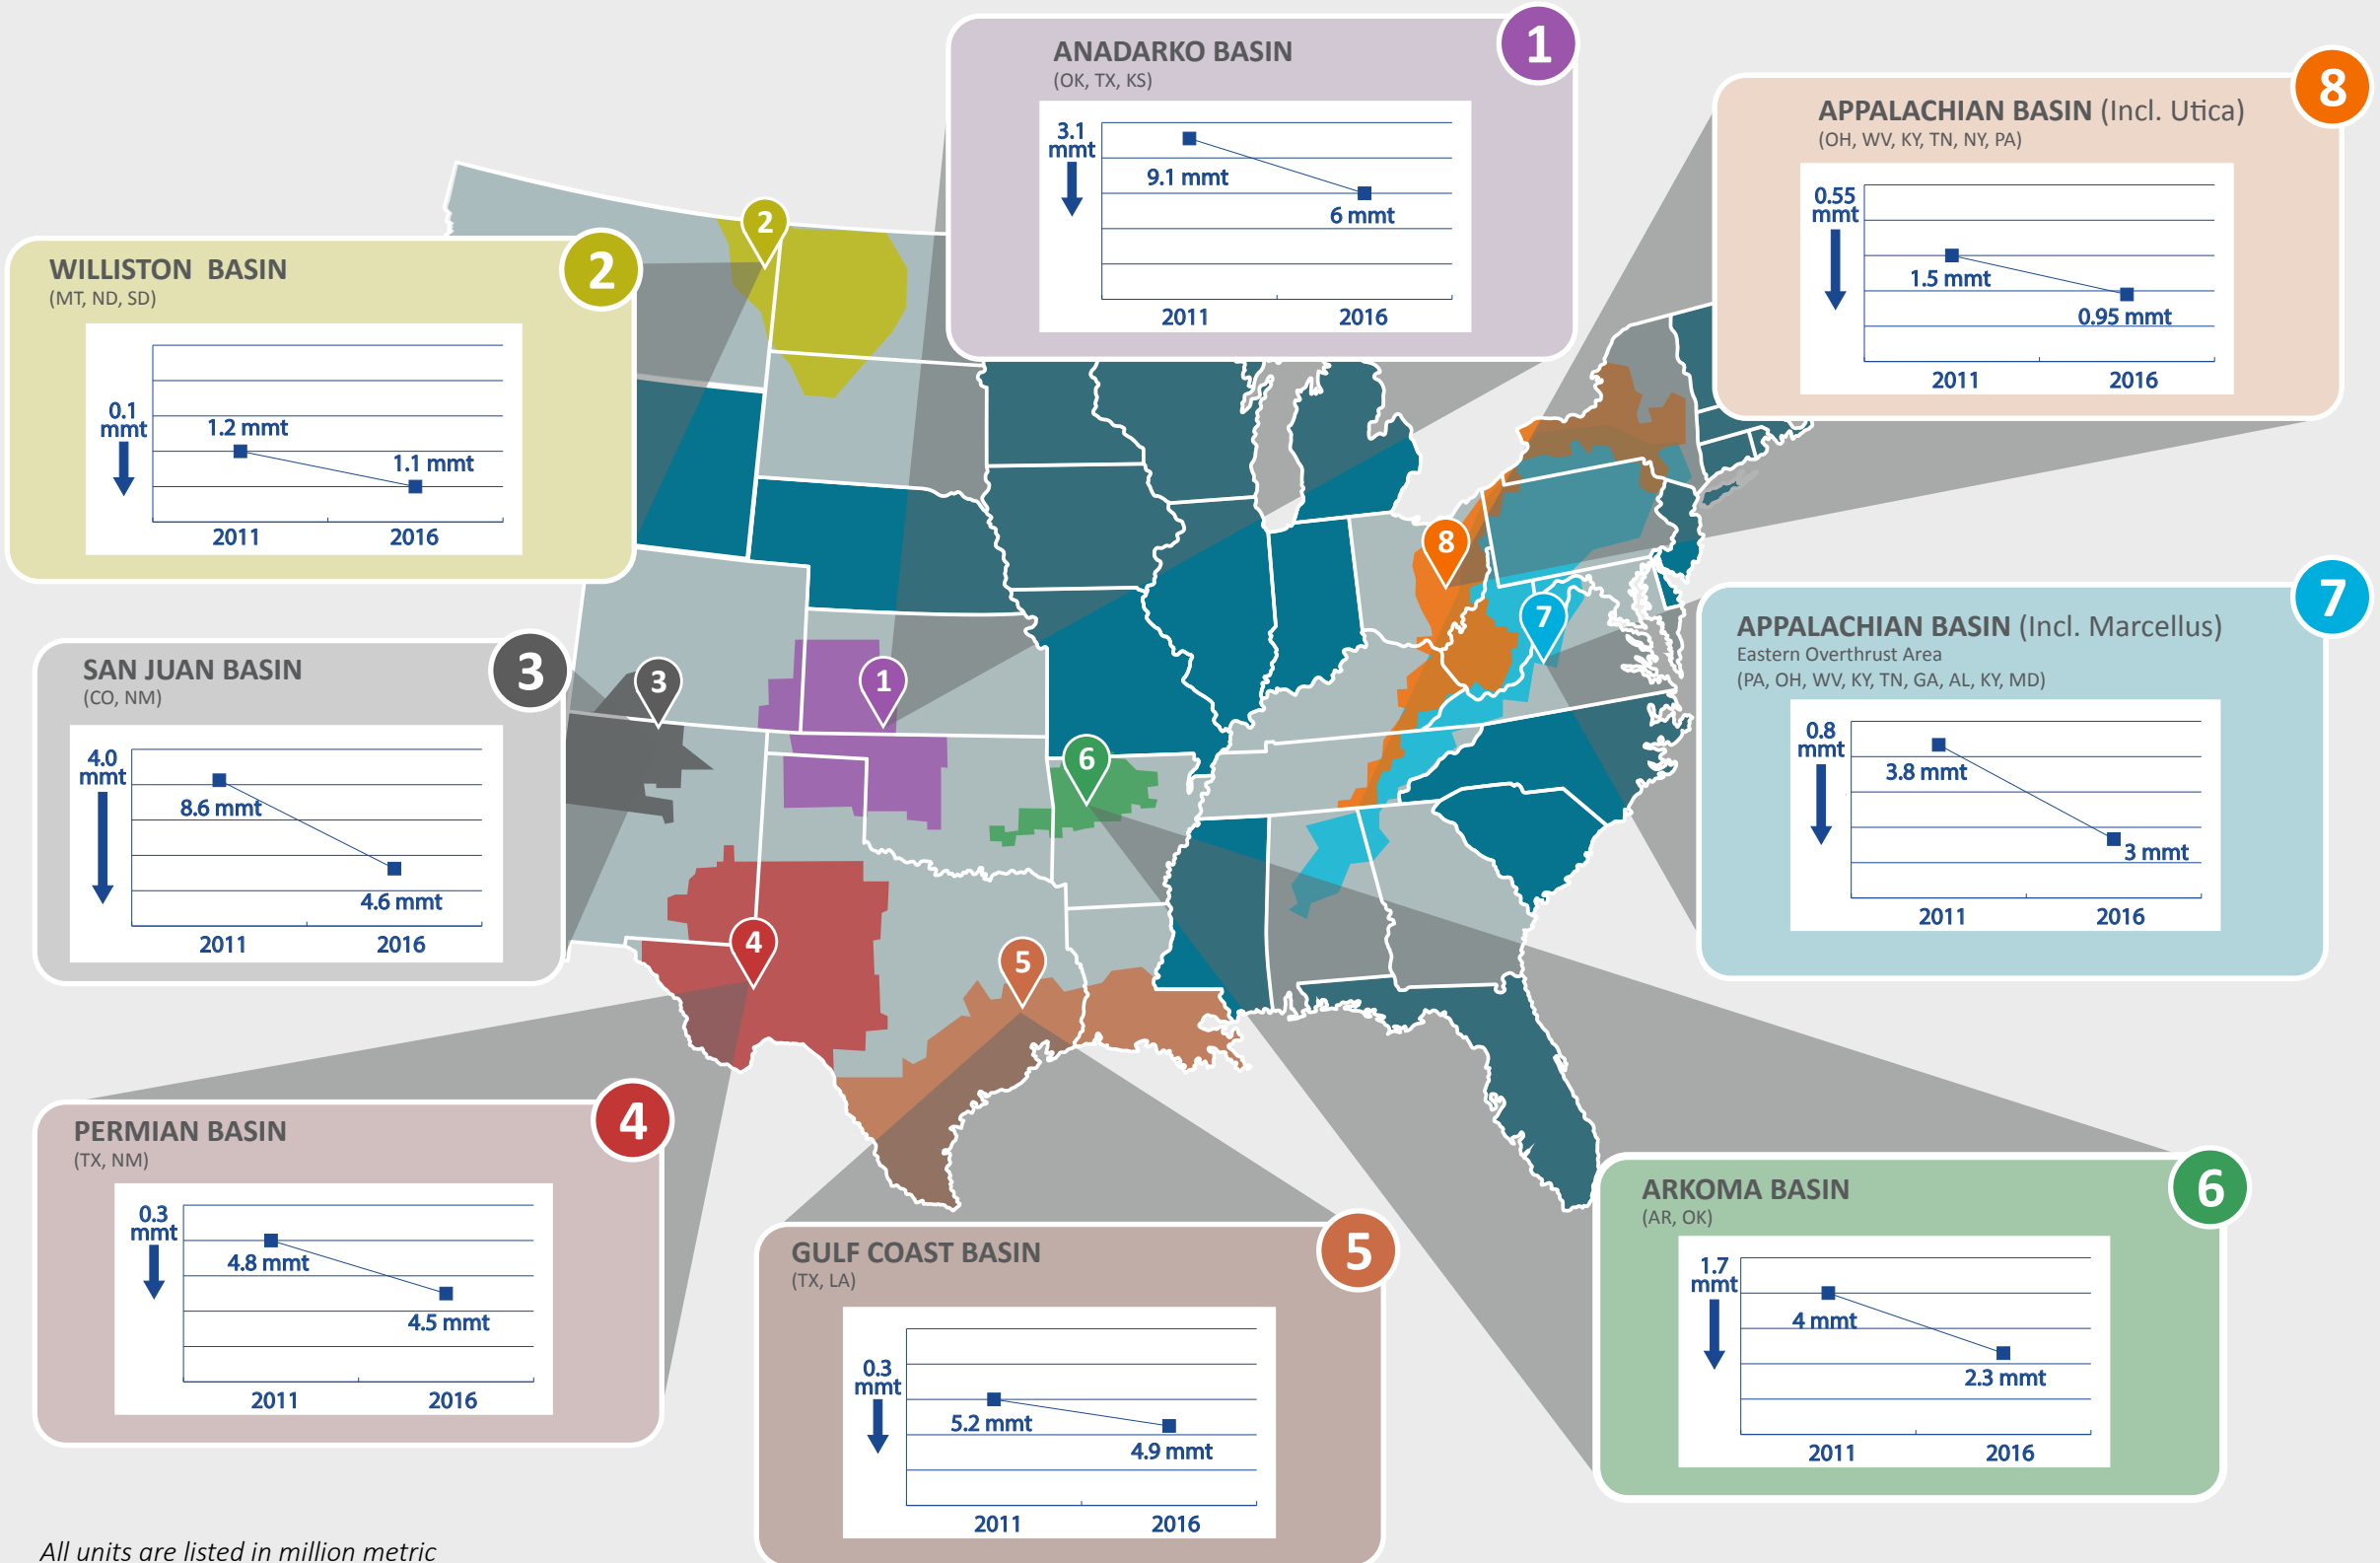 ANADARKO BASIN
(OK, TX, KS)
1
3.1
mmt
9.1 mmt
6 mmt
2011
2016
APPALACHIAN BASIN (Incl. Utica)
(OH, WV, KY, TN, NY, PA)
8
0.55
mmt
1.5 mmt
0.95 mmt
2011
2016
WILLISTON BASIN
(MT, ND, SD)
2
0.1
mmt
1.2 mmt
1.1 mmt
2011
2016
2
8
7
3
1
6
4
5
APPALACHIAN BASIN (Incl. Marcellus)
Eastern Overthrust Area
(PA, OH, WV, KY, TN, GA, AL, KY, MD)
7
0.8
mmt
3.8 mmt
3 mmt
2011
2016
SAN JUAN BASIN
(CO, NM)
3
4.0
mmt
8.6 mmt
4.6 mmt
2011
2016
PERMIAN BASIN
(TX, NM)
4
0.3
mmt
4.8 mmt
4.5 mmt
2011
2016
GULF COAST BASIN
(TX, LA)
5
0.3
mmt
5.2 mmt
4.9 mmt
2011
2016
ARKOMA BASIN
(AR, OK)
6
1.7
mmt
4 mmt
2.3 mmt
2011
2016
All units are listed in million metric